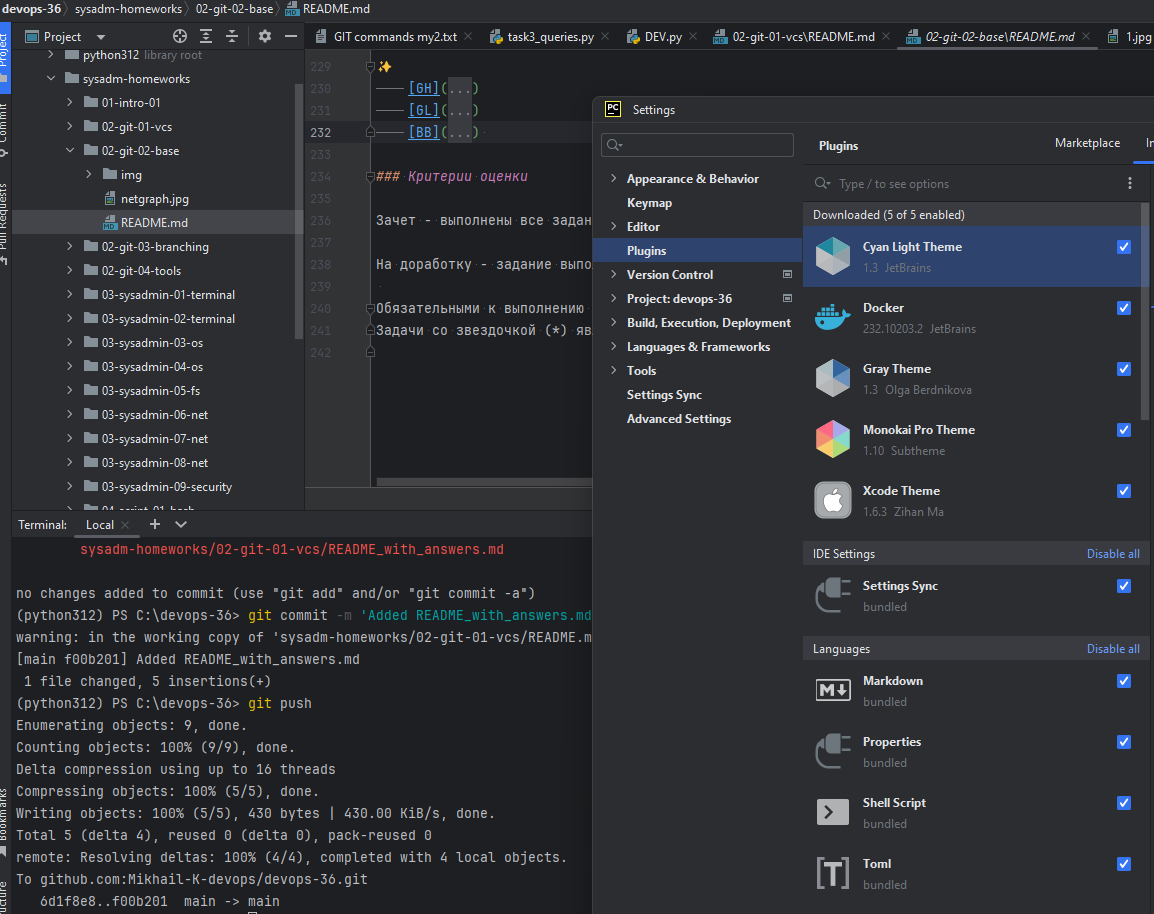 devops-36 sysadm-homeworks 02-git-02-base README.md
Project
GIT commands my2.txt
task3_queries.py
DEV.py
02-git-01-vcs\README.md
02-git-02-base\README.md
1.jpg
Project
Commit
Pull Requests
Bookmarks
python312 library root
sysadm-homeworks
01-intro-01
02-git-01-vcs
02-git-02-base
img
netgraph.jpg
README.md
02-git-03-branching
02-git-04-tools
03-sysadmin-01-terminal
03-sysadmin-02-terminal
03-sysadmin-03-os
03-sysadmin-04-os
03-sysadmin-05-fs
03-sysadmin-06-net
03-sysadmin-07-net
03-sysadmin-08-net
03-sysadmin-09-security
04-script-01-bash
229
230 [GH](...)
231 [GL](...)
232 [BB](...)
233
234 ### Критерии оценки
235
236 Зачет - выполнены все задан
237
238 На доработку - задание выпо
239
240 Обязательными к выполнению
241 Задачи со звездочкой (*) яв
242
Terminal: Local
sysadm-homeworks/02-git-01-vcs/README_with_answers.md
no changes added to commit (use "git add" and/or "git commit -a")
(python312) PS C:\devops-36> git commit -m 'Added README_with_answers.md
warning: in the working copy of 'sysadm-homeworks/02-git-01-vcs/README.m
[main f00b201] Added README_with_answers.md
1 file changed, 5 insertions(+)
(python312) PS C:\devops-36> git push
Enumerating objects: 9, done.
Counting objects: 100% (9/9), done.
Delta compression using up to 16 threads
Compressing objects: 100% (5/5), done.
Writing objects: 100% (5/5), 430 bytes | 430.00 KiB/s, done.
Total 5 (delta 4), reused 0 (delta 0), pack-reused 0
remote: Resolving deltas: 100% (4/4), completed with 4 local objects.
To github.com:Mikhail-K-devops/devops-36.git
6d1f8e8..f00b201 main -> main
PC Settings
Appearance & Behavior
Keymap
Editor
Plugins
Version Control
Project: devops-36
Build, Execution, Deployment
Languages & Frameworks
Tools
Settings Sync
Advanced Settings
Plugins Marketplace
Type / to see options
Downloaded (5 of 5 enabled)
Cyan Light Theme
1.3 JetBrains
Docker
232.10203.2 JetBrains
Gray Theme
1.3 Olga Berdnikova
Monokai Pro Theme
1.10 Subtheme
Xcode Theme
1.6.3 Zihan Ma
IDE Settings Disable all
Settings Sync
bundled
Languages Disable all
Markdown
bundled
Properties
bundled
Shell Script
bundled
Toml
bundled